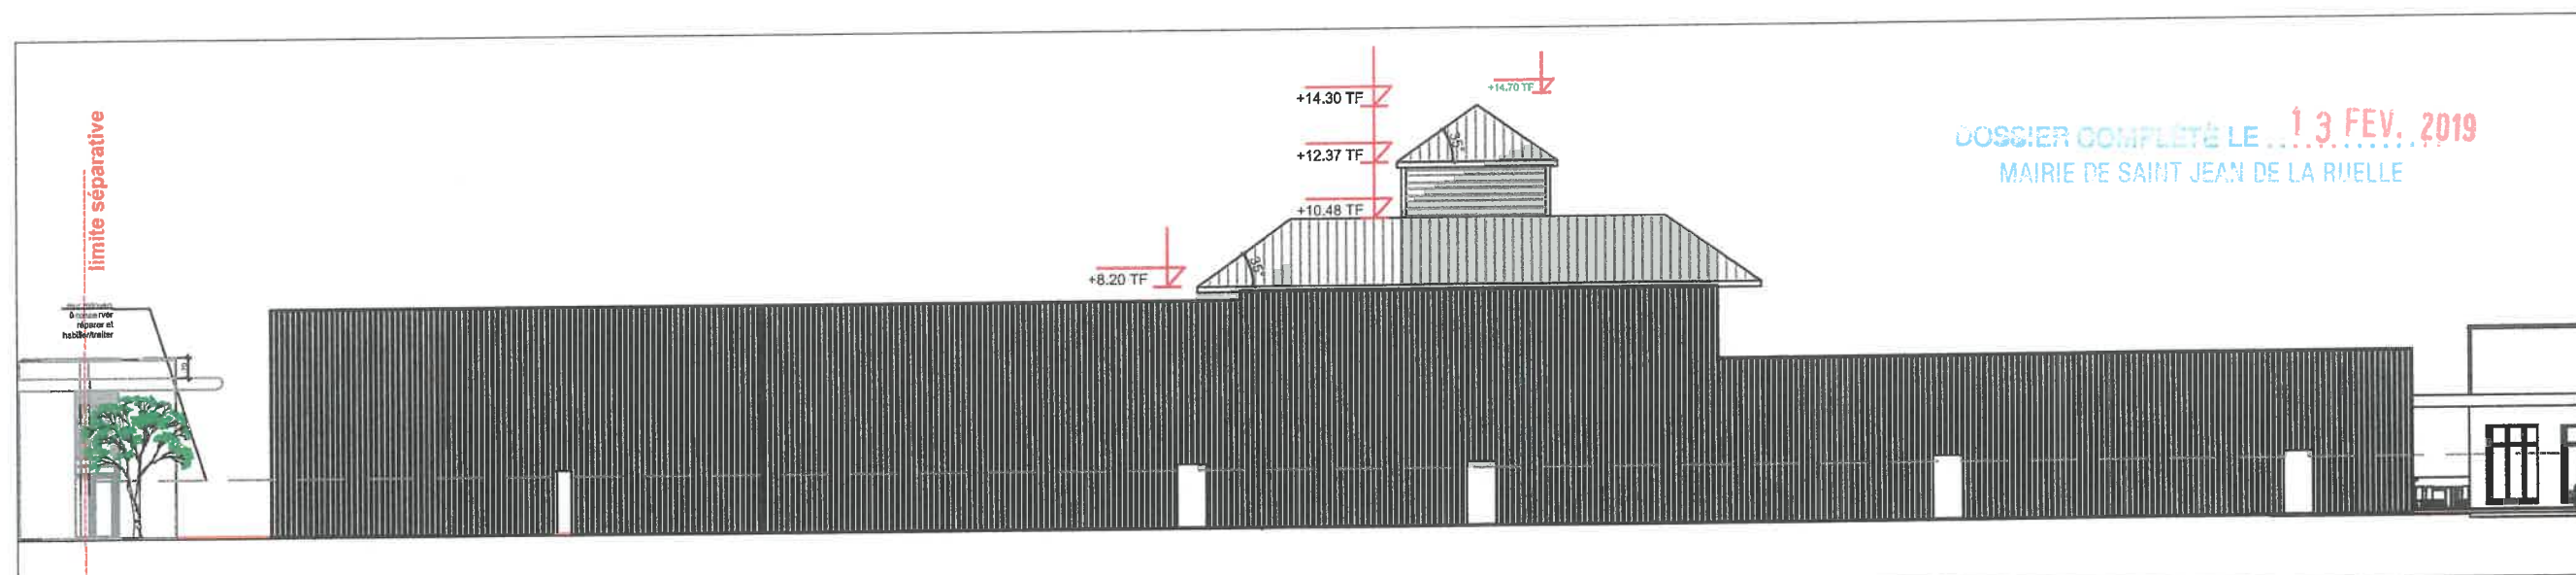 limite séparative
à conserver
réparer et
habiller/traiter
+8.20 TF
+14.30 TF
+12.37 TF
+10.48 TF
+14.70 TF
35°
35°
DOSSIER COMPLÉTÉ LE 13 FEV. 2019
MAIRIE DE SAINT JEAN DE LA RUELLE